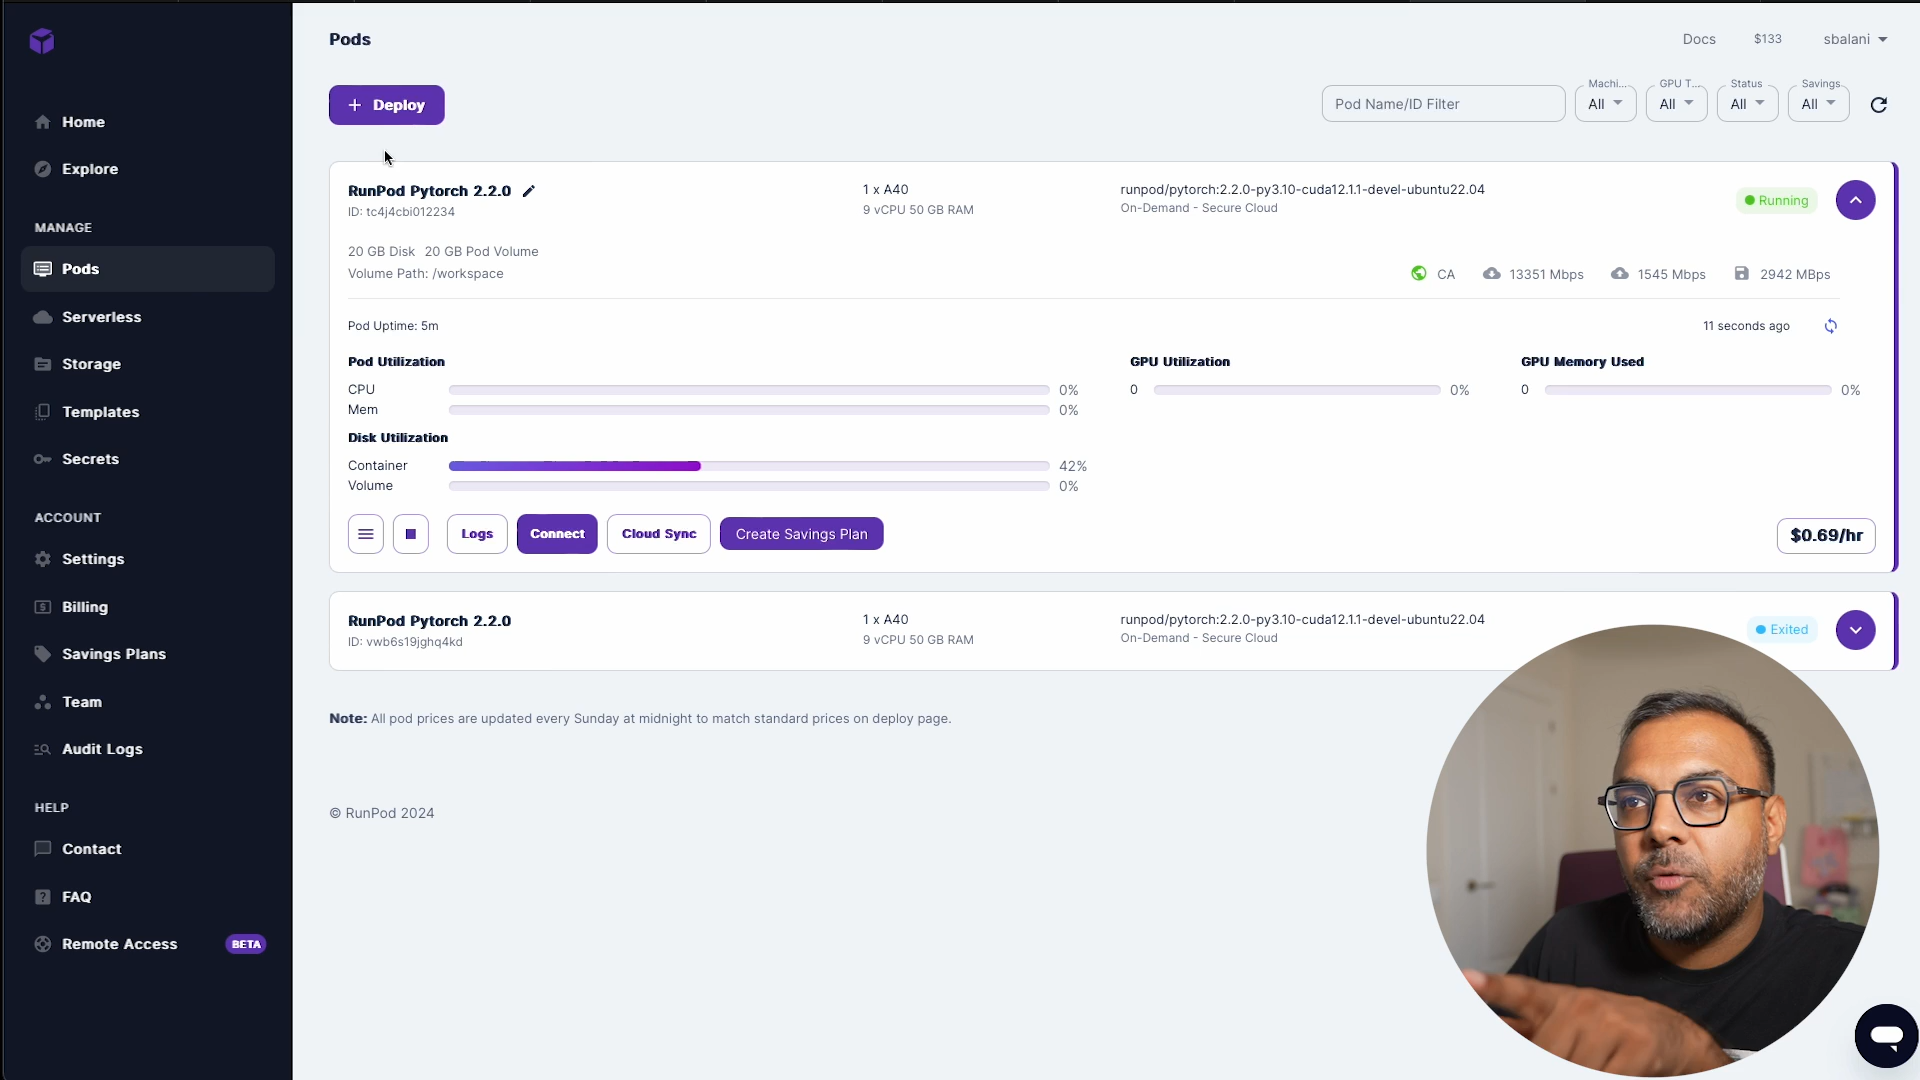 Pods
Docs
$133
sbalani
Deploy
Pod Name/ID Filter
Machi...
All
GPU T...
All
Status
All
Savings
All
Home
Explore
MANAGE
Pods
Serverless
Storage
Templates
Secrets
ACCOUNT
Settings
Billing
Savings Plans
Team
Audit Logs
HELP
Contact
FAQ
Remote Access BETA
RunPod Pytorch 2.2.0
ID: tc4j4cbi012234
1 x A40
9 vCPU 50 GB RAM
runpod/pytorch:2.2.0-py3.10-cuda12.1.1-devel-ubuntu22.04
On-Demand - Secure Cloud
Running
20 GB Disk 20 GB Pod Volume
Volume Path: /workspace
CA
13351 Mbps
1545 Mbps
2942 MBps
Pod Uptime: 5m
11 seconds ago
Pod Utilization
CPU 0%
Mem 0%
GPU Utilization
0 0%
GPU Memory Used
0 0%
Disk Utilization
Container 42%
Volume 0%
Logs
Connect
Cloud Sync
Create Savings Plan
$0.69/hr
RunPod Pytorch 2.2.0
ID: vwb6s19jghq4kd
1 x A40
9 vCPU 50 GB RAM
runpod/pytorch:2.2.0-py3.10-cuda12.1.1-devel-ubuntu22.04
On-Demand - Secure Cloud
Exited
Note: All pod prices are updated every Sunday at midnight to match standard prices on deploy page.
© RunPod 2024